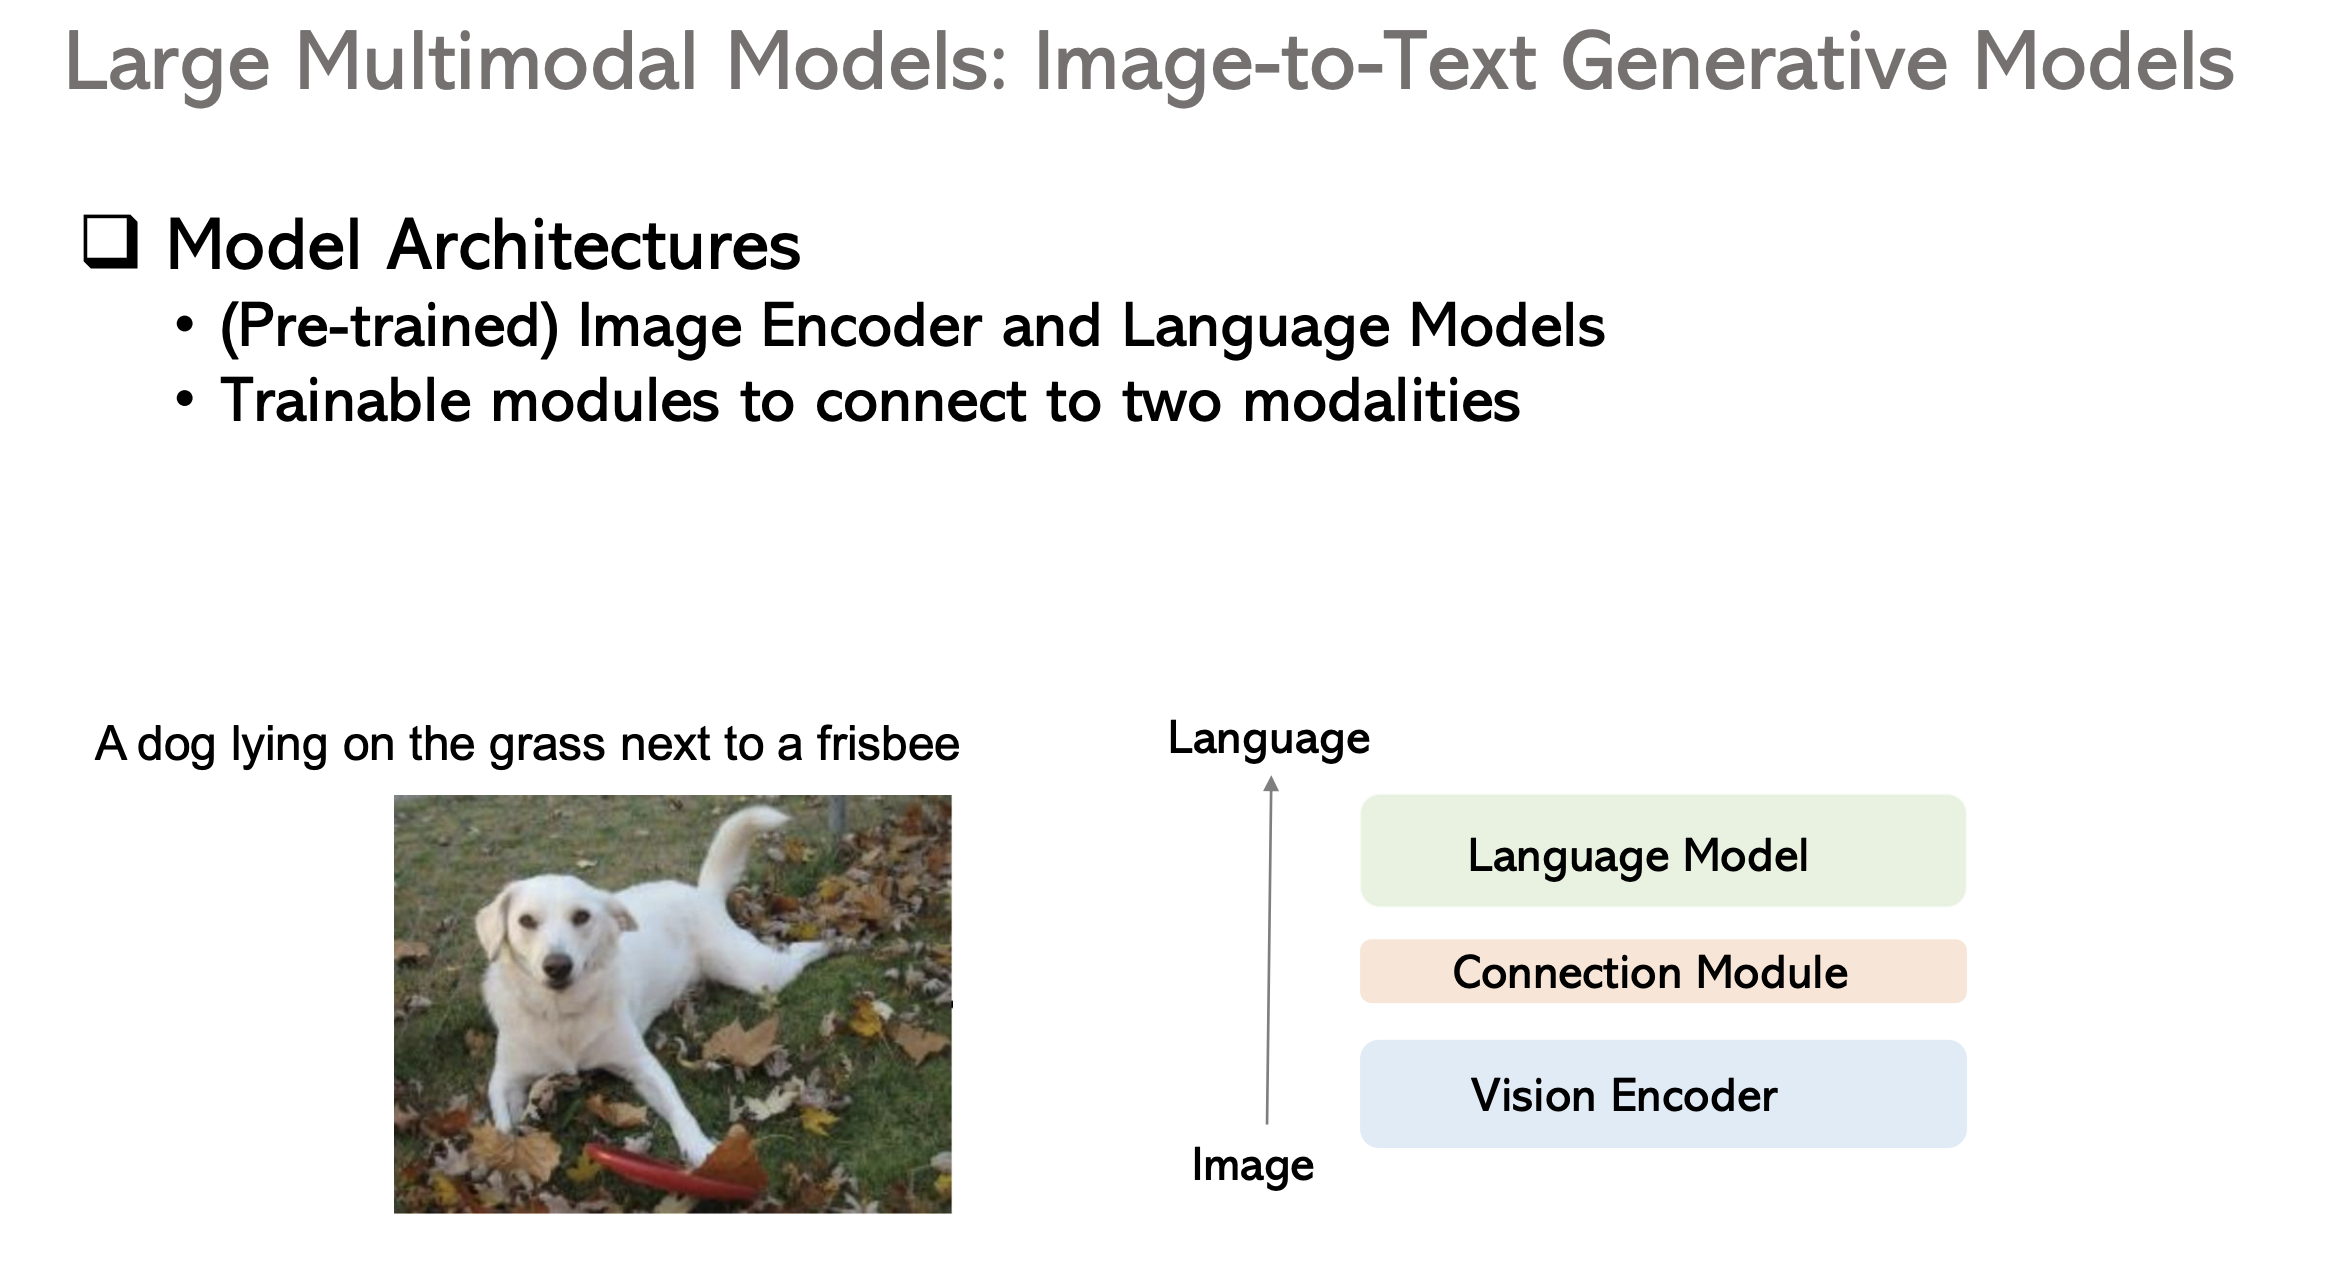 Large Multimodal Models: Image-to-Text Generative Models
Model Architectures
• (Pre-trained) Image Encoder and Language Models
• Trainable modules to connect to two modalities
A dog lying on the grass next to a frisbee
Language
Language Model
Connection Module
Vision Encoder
Image